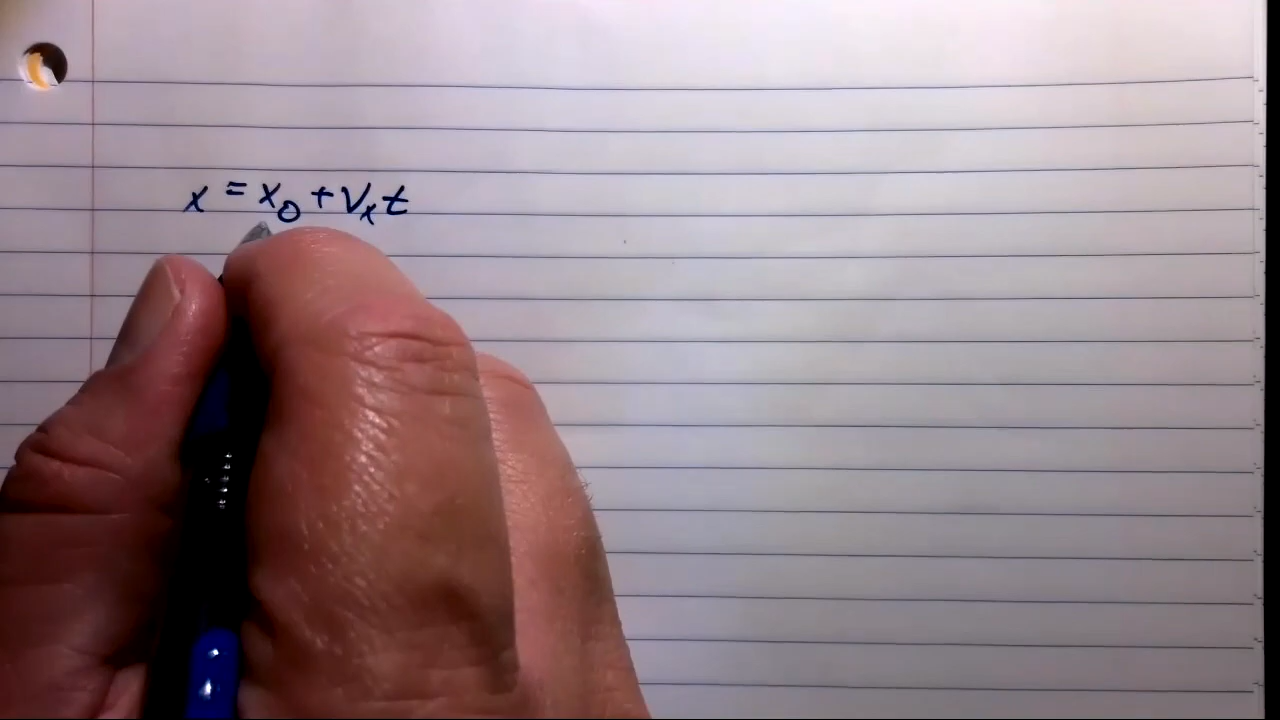 x = x₀ + vₓt